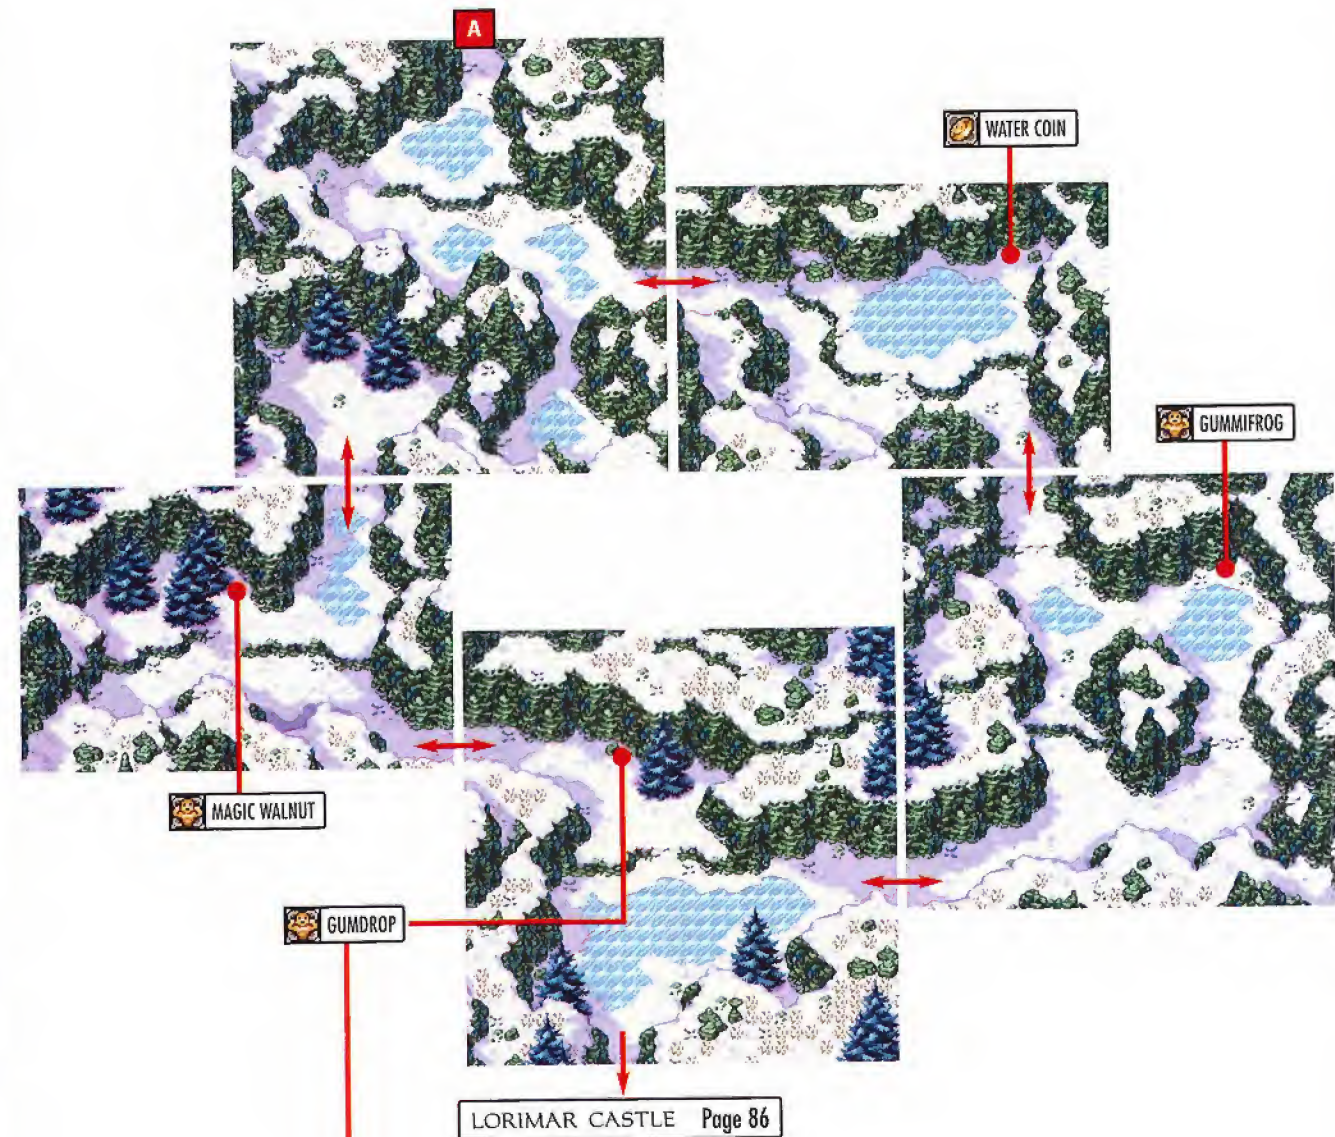 A
WATER COIN
GUMMIFROG
MAGIC WALNUT
GUMDROP
LORIMAR CASTLE Page 86